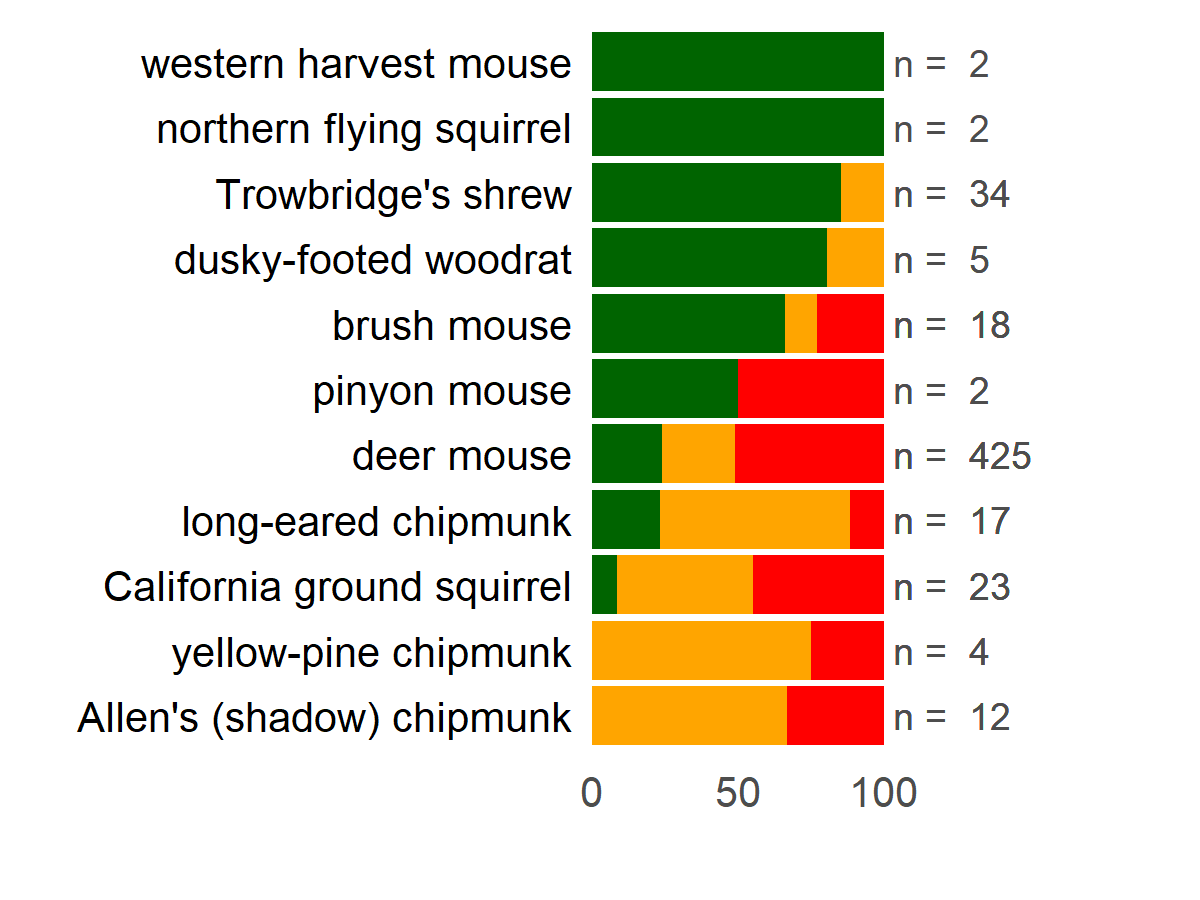 western harvest mouse n = 2
northern flying squirrel n = 2
Trowbridge's shrew n = 34
dusky-footed woodrat n = 5
brush mouse n = 18
pinyon mouse n = 2
deer mouse n = 425
long-eared chipmunk n = 17
California ground squirrel n = 23
yellow-pine chipmunk n = 4
Allen's (shadow) chipmunk n = 12
0 50 100